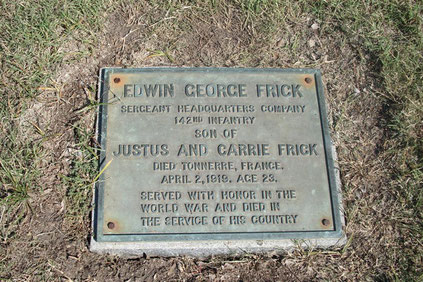 EDWIN GEORGE FRICK
SERGEANT HEADQUARTERS COMPANY
142ND INFANTRY
SON OF
JUSTUS AND CARRIE FRICK
DIED TONNERRE, FRANCE.
APRIL 2, 1919. AGE 23.
SERVED WITH HONOR IN THE
WORLD WAR AND DIED IN
THE SERVICE OF HIS COUNTRY